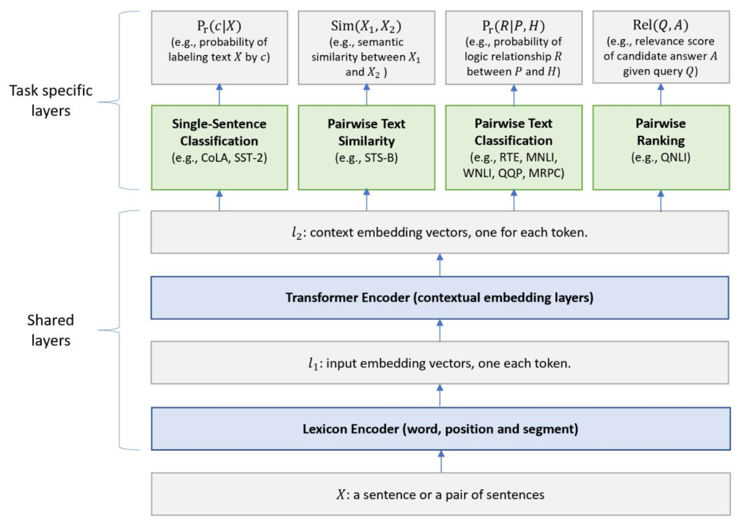 Pr(c|X)
(e.g., probability of
labeling text X by c)
Sim(X1, X2)
(e.g., semantic
similarity between X1
and X2 )
Pr(R|P, H)
(e.g., probability of
logic relationship R
between P and H)
Rel(Q, A)
(e.g., relevance score
of candidate answer A
given query Q)
Task specific
layers
Single-Sentence
Classification
(e.g., CoLA, SST-2)
Pairwise Text
Similarity
(e.g., STS-B)
Pairwise Text
Classification
(e.g., RTE, MNLI,
WNLI, QQP, MRPC)
Pairwise
Ranking
(e.g., QNLI)
l2: context embedding vectors, one for each token.
Transformer Encoder (contextual embedding layers)
Shared
layers
l1: input embedding vectors, one each token.
Lexicon Encoder (word, position and segment)
X: a sentence or a pair of sentences